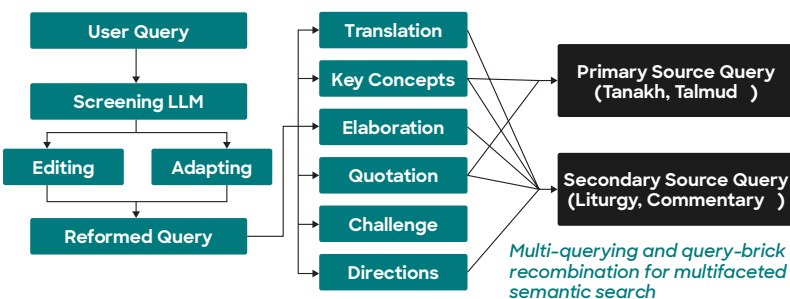 User Query
Screening LLM
Editing
Adapting
Reformed Query
Translation
Key Concepts
Elaboration
Quotation
Challenge
Directions
Primary Source Query
(Tanakh, Talmud )
Secondary Source Query
(Liturgy, Commentary )
Multi-querying and query-brick
recombination for multifaceted
semantic search